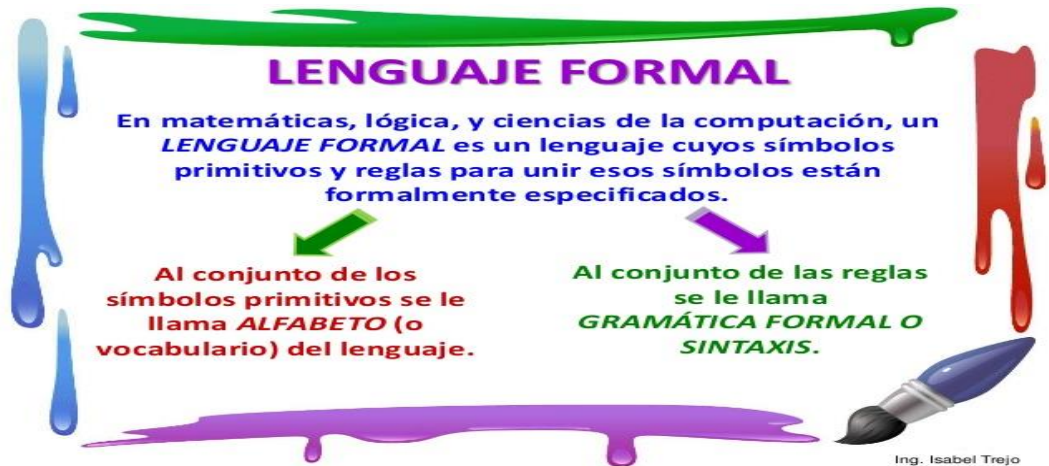 LENGUAJE FORMAL
En matemáticas, lógica, y ciencias de la computación, un
LENGUAJE FORMAL es un lenguaje cuyos símbolos
primitivos y reglas para unir esos símbolos están
formalmente especificados.
Al conjunto de los
símbolos primitivos se le
llama ALFABETO (o
vocabulario) del lenguaje.
Al conjunto de las reglas
se le llama
GRAMÁTICA FORMAL O
SINTAXIS.
Ing. Isabel Trejo